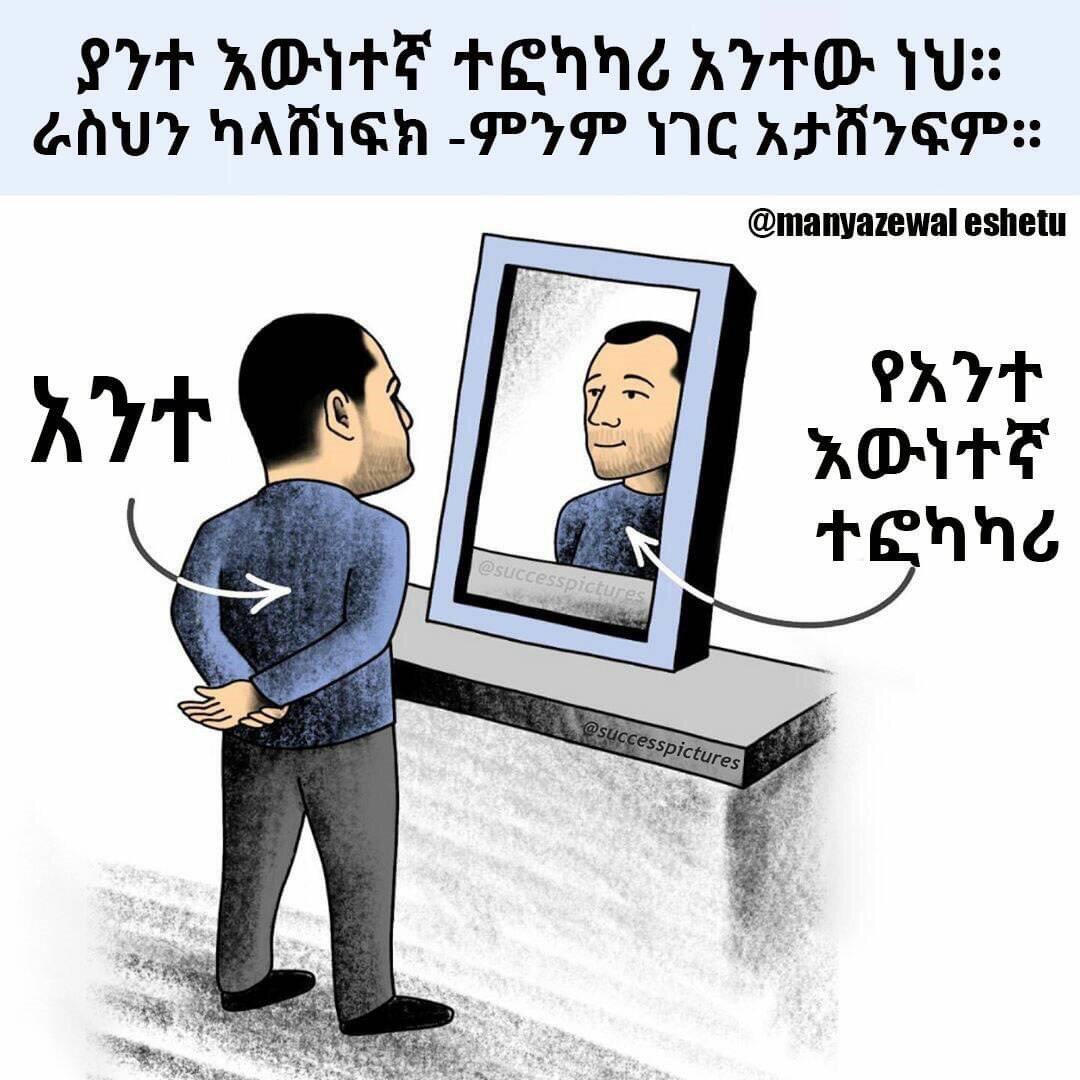 ያንተ እውነተኛ ተፎካካሪ አንተው ነህ።
ራስህን ካላሸነፍክ -ምንም ነገር አታሸንፍም።
@manyazewal eshetu
አንተ
የአንተ
እውነተኛ
ተፎካካሪ
@successpictures
@successpictures